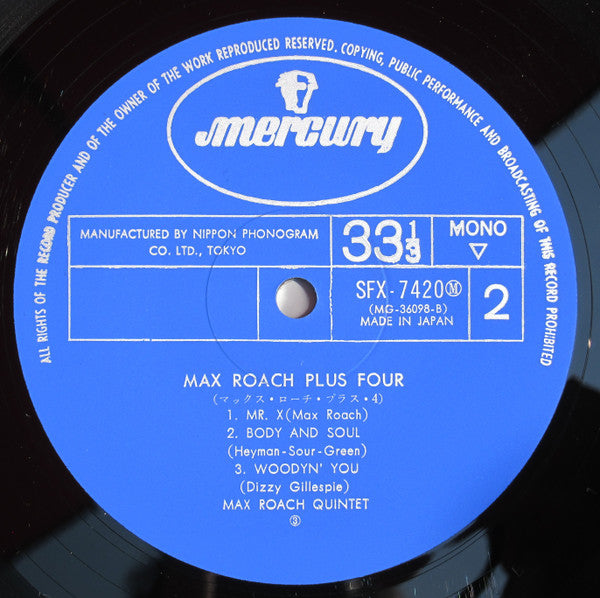 ALL RIGHTS OF THE RECORD PRODUCER AND OF THE OWNER OF THE WORK REPRODUCED RESERVED. COPYING, PUBLIC PERFORMANCE AND BROADCASTING OF THIS RECORD PROHIBITED
mercury
MANUFACTURED BY NIPPON PHONOGRAM
CO. LTD., TOKYO
33 1/3
MONO
▽
SFX-7420Ⓜ
(MG-36098-B)
MADE IN JAPAN
2
MAX ROACH PLUS FOUR
(マックス・ローチ・プラス・4)
1. MR. X(Max Roach)
2. BODY AND SOUL
(Heyman-Sour-Green)
3. WOODYN' YOU
(Dizzy Gillespie)
MAX ROACH QUINTET